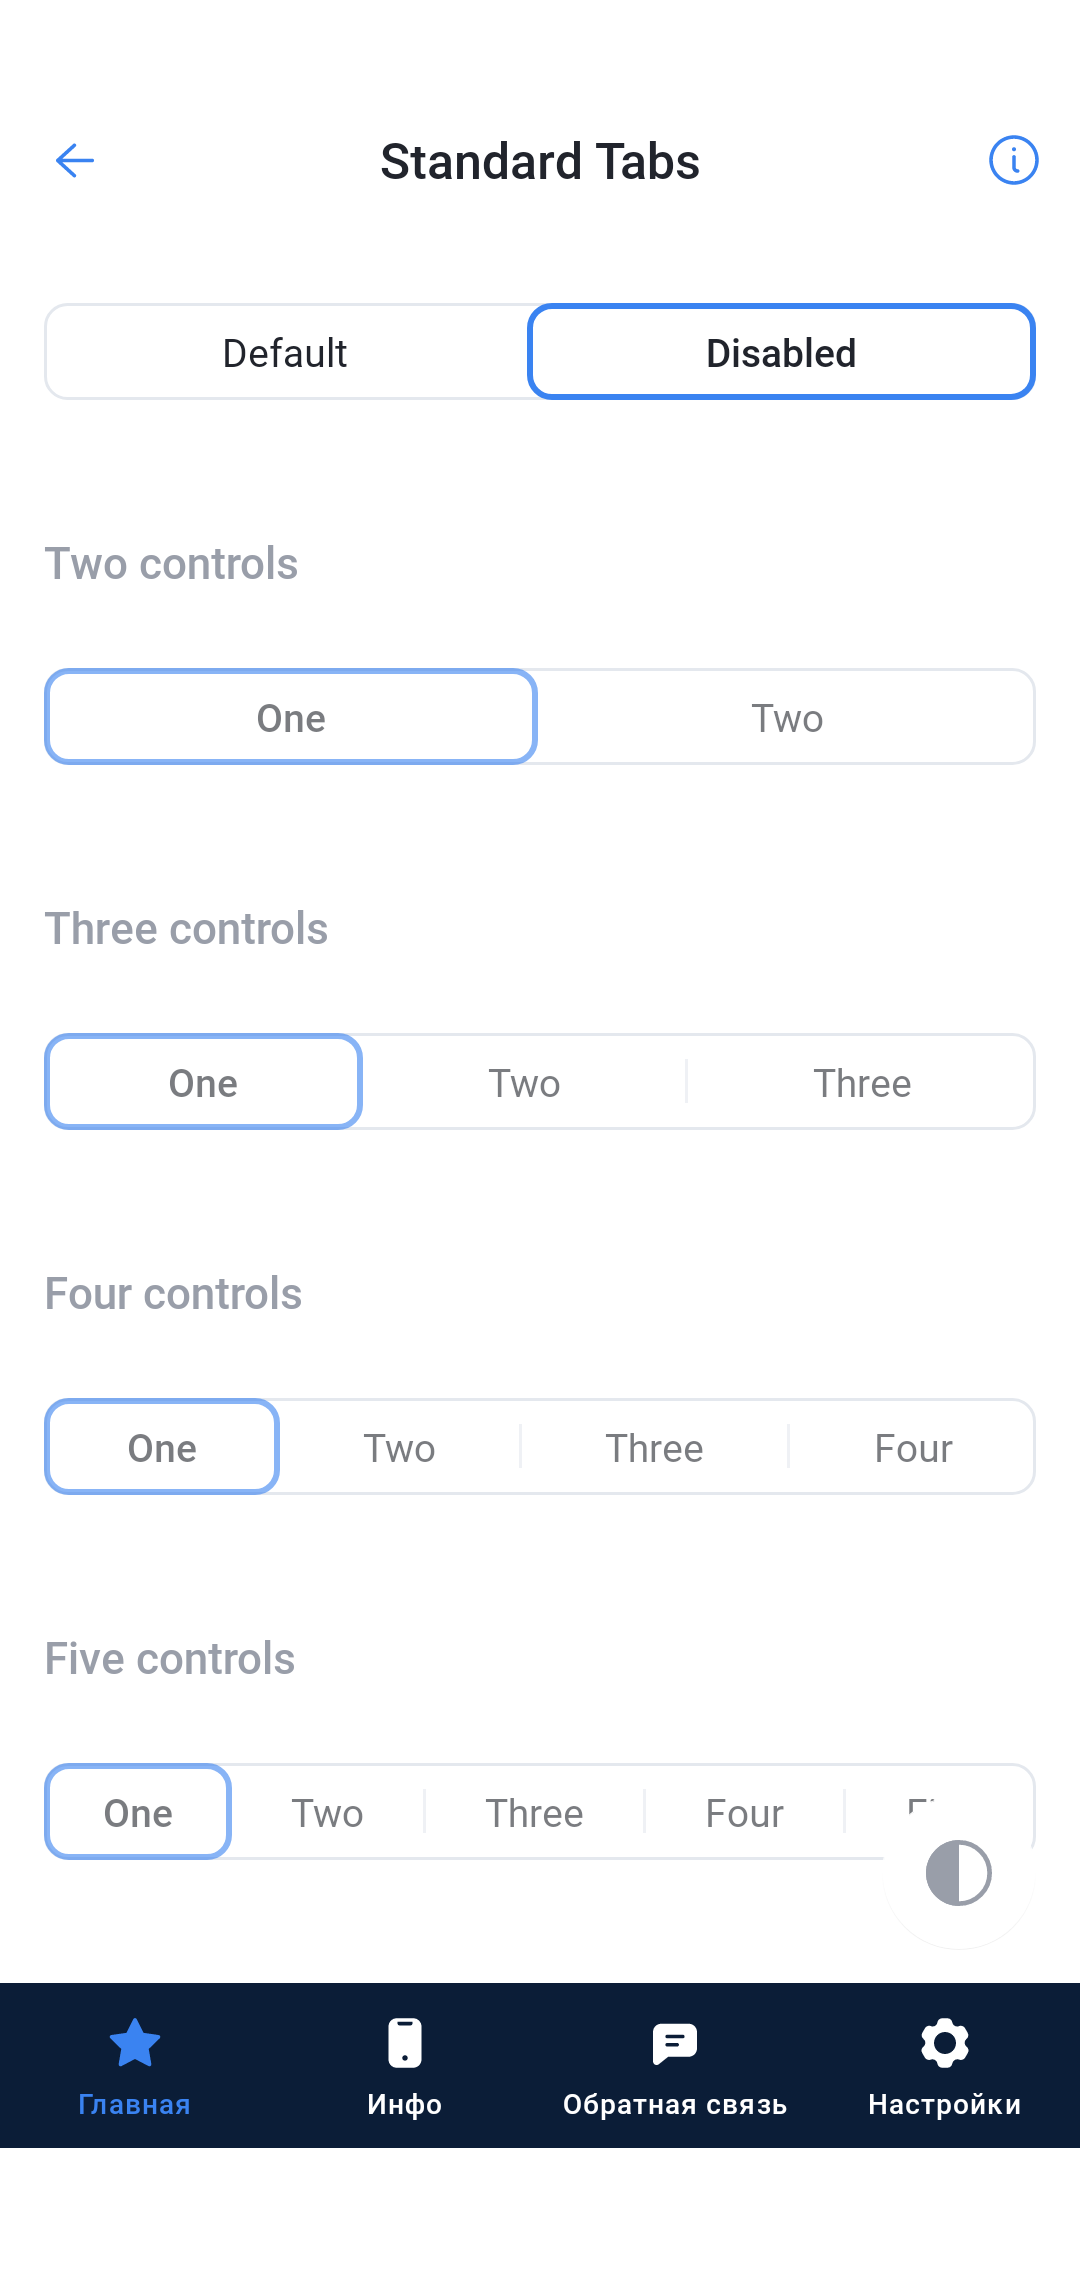 Standard Tabs
Default Disabled
Two controls
One Two
Three controls
One Two Three
Four controls
One Two Three Four
Five controls
One Two Three Four
Главная Инфо Обратная связь Настройки